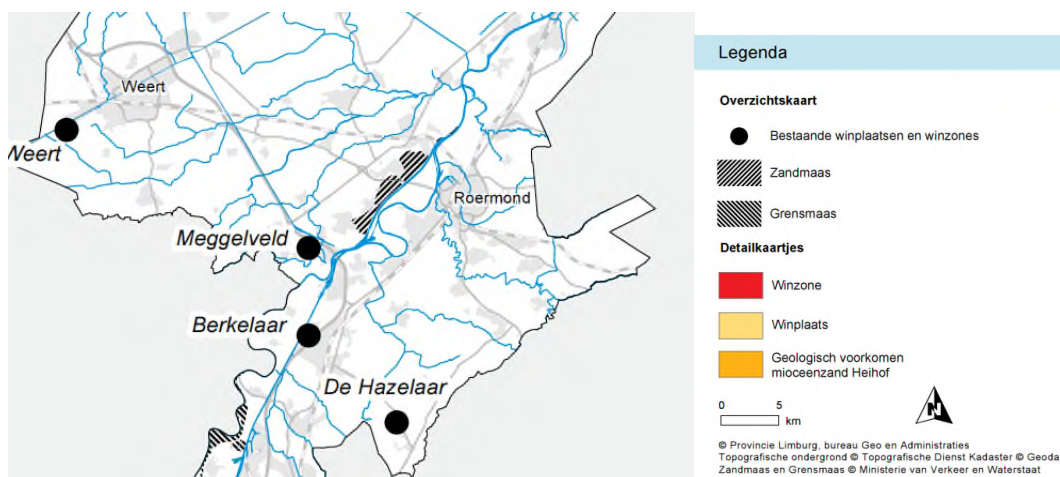 Weert
Weert
Roermond
Meggelveld
Berkelaar
De Hazelaar
Legenda
Overzichtskaart
Bestaande winplaatsen en winzones
Zandmaas
Grensmaas
Detailkaartjes
Winzone
Winplaats
Geologisch voorkomen
mioceenzand Heihof
0 5
km
N
© Provincie Limburg, bureau Geo en Administraties
Topografische ondergrond © Topografische Dienst Kadaster © Geoda
Zandmaas en Grensmaas © Ministerie van Verkeer en Waterstaat